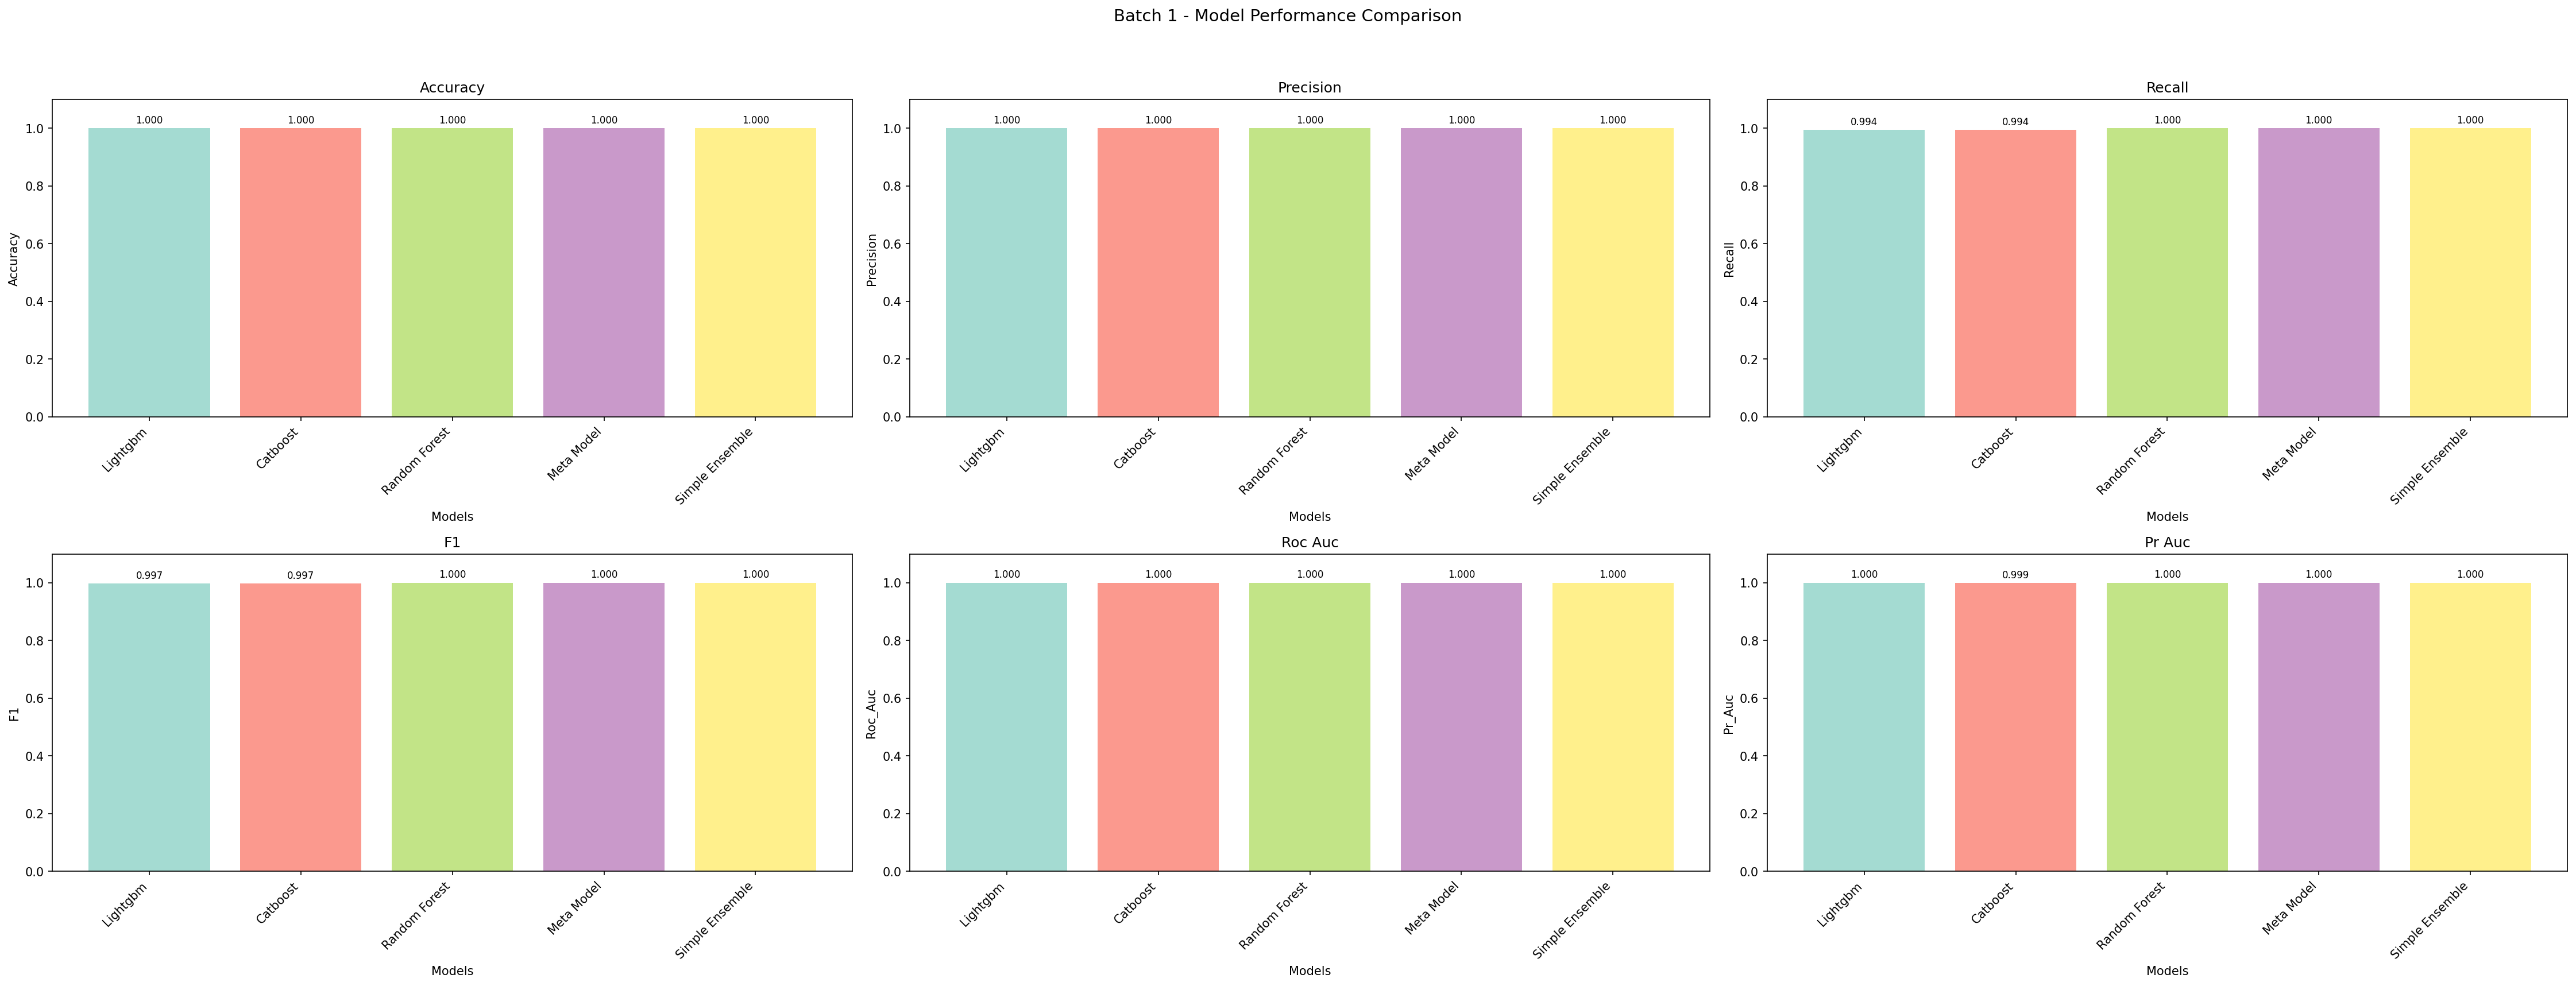 Batch 1 - Model Performance Comparison
Accuracy
1.000 1.000 1.000 1.000 1.000
1.0
0.8
0.6
0.4
0.2
0.0
Accuracy
Lightgbm Catboost Random Forest Meta Model Simple Ensemble
Models
Precision
1.000 1.000 1.000 1.000 1.000
1.0
0.8
0.6
0.4
0.2
0.0
Precision
Lightgbm Catboost Random Forest Meta Model Simple Ensemble
Models
Recall
0.994 0.994 1.000 1.000 1.000
1.0
0.8
0.6
0.4
0.2
0.0
Recall
Lightgbm Catboost Random Forest Meta Model Simple Ensemble
Models
F1
0.997 0.997 1.000 1.000 1.000
1.0
0.8
0.6
0.4
0.2
0.0
F1
Lightgbm Catboost Random Forest Meta Model Simple Ensemble
Models
Roc Auc
1.000 1.000 1.000 1.000 1.000
1.0
0.8
0.6
0.4
0.2
0.0
Roc_Auc
Lightgbm Catboost Random Forest Meta Model Simple Ensemble
Models
Pr Auc
1.000 0.999 1.000 1.000 1.000
1.0
0.8
0.6
0.4
0.2
0.0
Pr_Auc
Lightgbm Catboost Random Forest Meta Model Simple Ensemble
Models